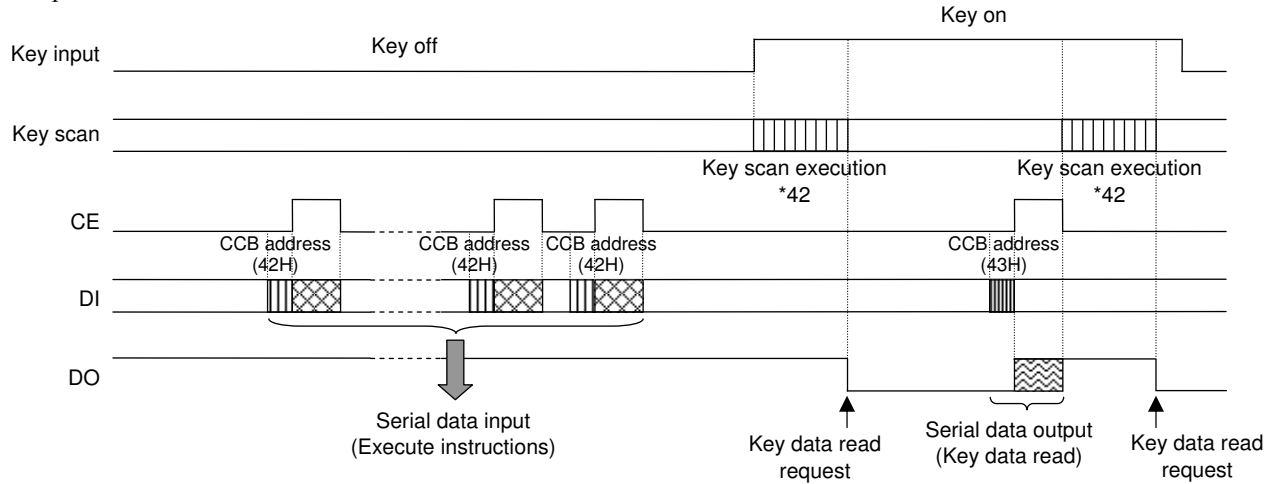 Key on
Key input
Key off
Key scan
Key scan execution
*42
Key scan execution
*42
CE
CCB address
(42H)
CCB address
(42H)
CCB address
(42H)
CCB address
(43H)
DI
DO
Serial data input
(Execute instructions)
Key data read
request
Serial data output
(Key data read)
Key data read
request